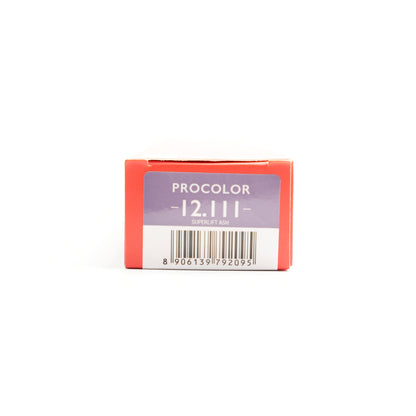 PROCOLOR
-12.111-
SUPERLIFT ASH
8 906139 792095